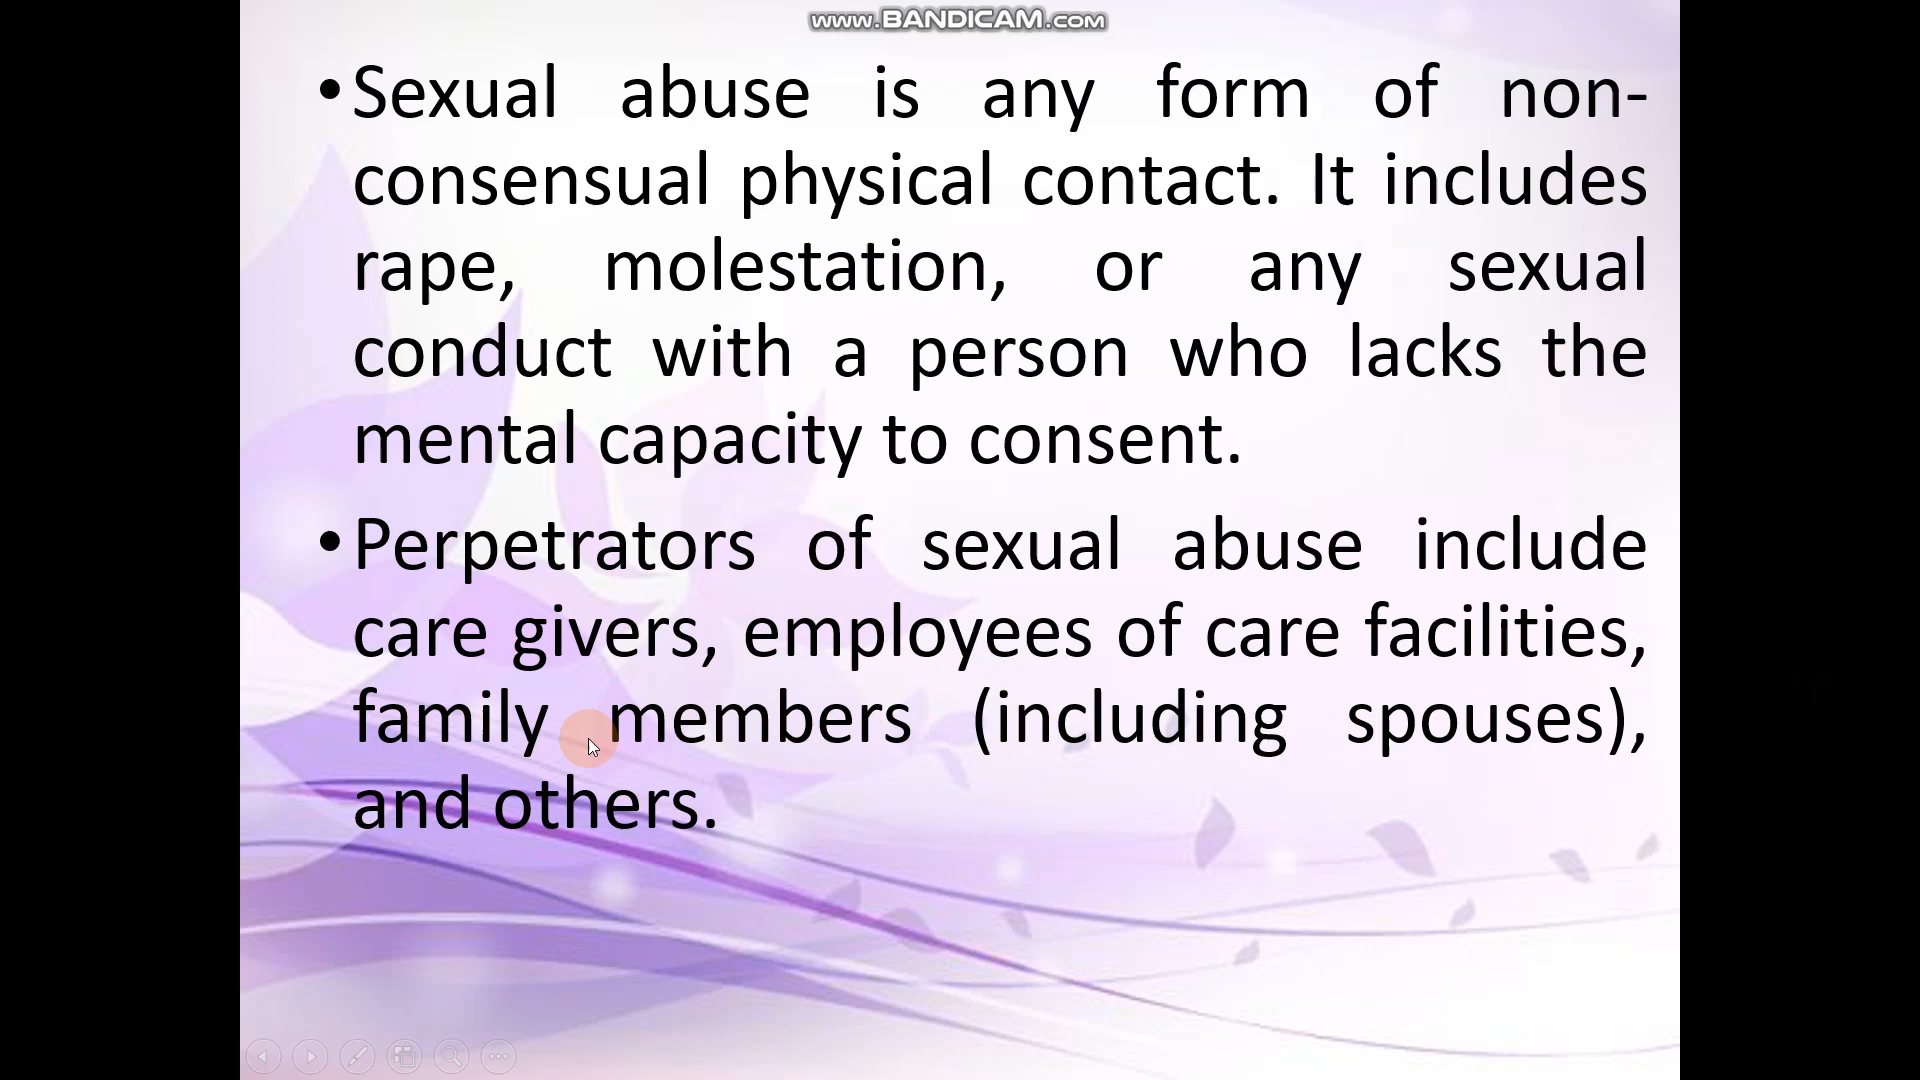 www.BANDICAM.com
•Sexual abuse is any form of non-
consensual physical contact. It includes
rape, molestation, or any sexual
conduct with a person who lacks the
mental capacity to consent.
•Perpetrators of sexual abuse include
care givers, employees of care facilities,
family members (including spouses),
and others.